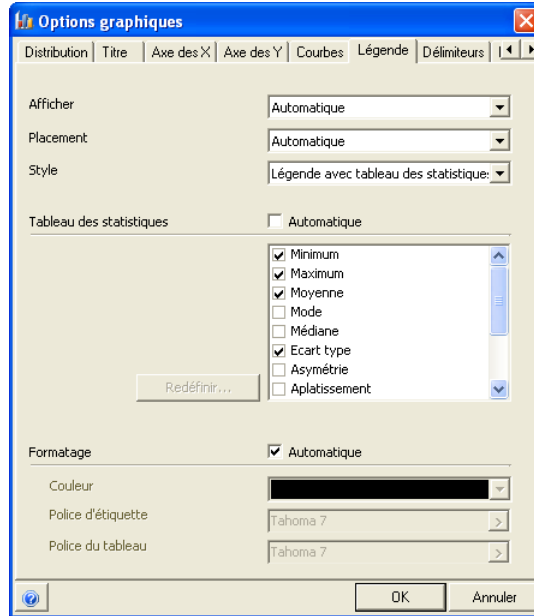 Options graphiques
Distribution Titre Axe des X Axe des Y Courbes Légende Délimiteurs
Afficher Automatique
Placement Automatique
Style Légende avec tableau des statistique
Tableau des statistiques Automatique
Minimum
Maximum
Moyenne
Mode
Médiane
Ecart type
Asymétrie
Redéfinir... Aplatissement
Formatage Automatique
Couleur
Police d'étiquette Tahoma 7
Police du tableau Tahoma 7
OK Annuler